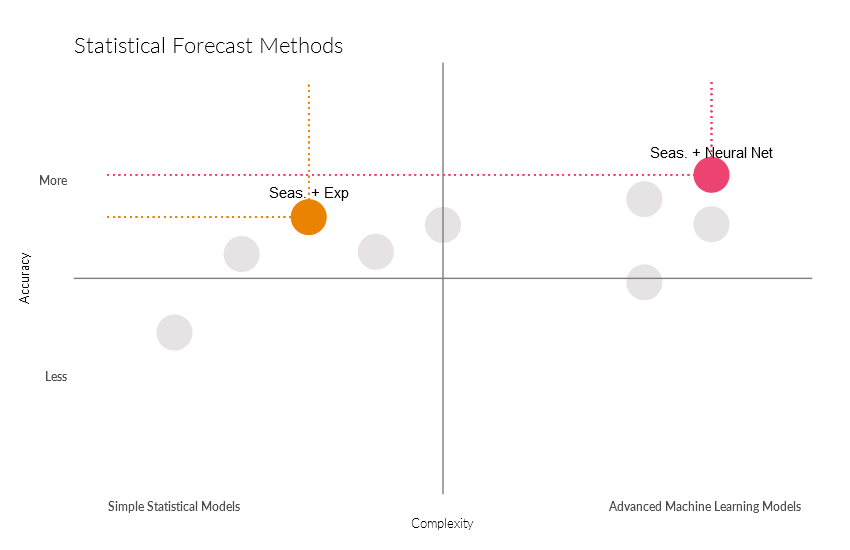 Statistical Forecast Methods
Seas. + Neural Net
More
Seas. + Exp
Accuracy
Less
Simple Statistical Models
Advanced Machine Learning Models
Complexity